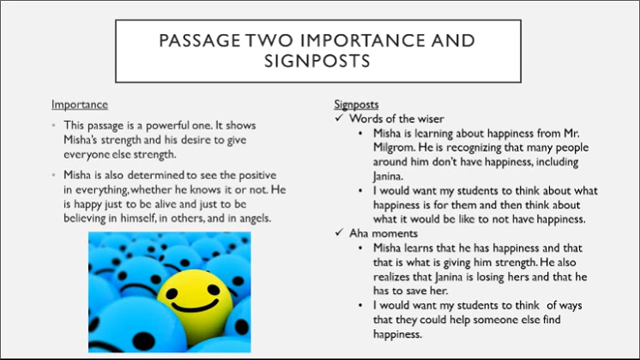 PASSAGE TWO IMPORTANCE AND
SIGNPOSTS
Importance
• This passage is a powerful one. It shows
Misha's strength and his desire to give
everyone else strength.
• Misha is also determined to see the positive
in everything, whether he knows it or not. He
is happy just to be alive and just to be
believing in himself, in others, and in angels.
Signposts
✓ Words of the wiser
• Misha is learning about happiness from Mr.
Milgrom. He is recognizing that many people
around him don't have happiness, including
Janina.
• I would want my students to think about what
happiness is for them and then think about
what it would be like to not have happiness.
✓ Aha moments
• Misha learns that he has happiness and that
that is what is giving him strength. He also
realizes that Janina is losing hers and that he
has to save her.
• I would want my students to think of ways
that they could help someone else find
happiness.